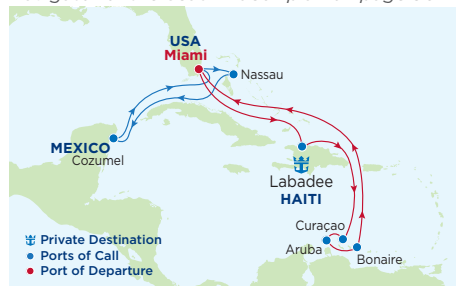 USA
Miami
Nassau
MEXICO
Cozumel
Labadee
HAITI
Curaçao
Aruba
Bonaire
Private Destination
Ports of Call
Port of Departure